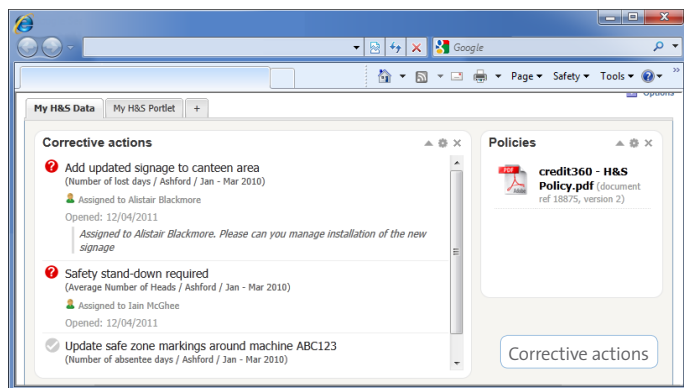 Google
Page Safety Tools
»
Options
My H&S Data My H&S Portlet +
Corrective actions
Add updated signage to canteen area
(Number of lost days / Ashford / Jan - Mar 2010)
Assigned to Alistair Blackmore
Opened: 12/04/2011
Assigned to Alistair Blackmore. Please can you manage installation of the new
signage
Safety stand-down required
(Average Number of Heads / Ashford / Jan - Mar 2010)
Assigned to Iain McGhee
Opened: 12/04/2011
Update safe zone markings around machine ABC123
(Number of absentee days / Ashford / Jan - Mar 2010)
Policies
PDF
Adobe
credit360 - H&S
Policy.pdf (document
ref 18875, version 2)
Corrective actions